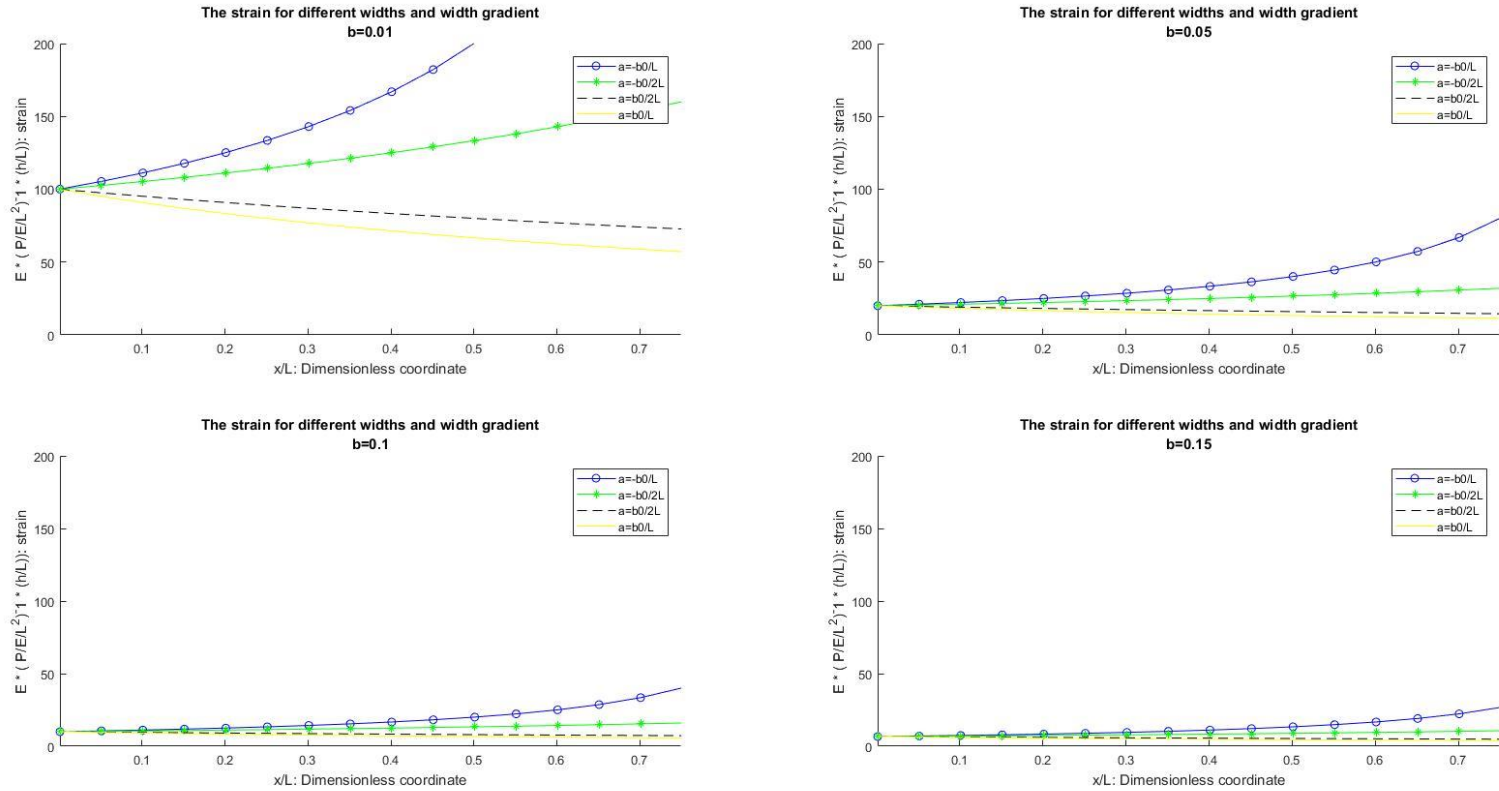 The strain for different widths and width gradient
b=0.01
E * ( P/E/L^2)^-1 * (h/L)): strain
200
150
100
50
0
0.1 0.2 0.3 0.4 0.5 0.6 0.7
x/L: Dimensionless coordinate
a=-b0/L
a=-b0/2L
a=b0/2L
a=b0/L
The strain for different widths and width gradient
b=0.05
E * ( P/E/L^2)^-1 * (h/L)): strain
200
150
100
50
0
0.1 0.2 0.3 0.4 0.5 0.6 0.7
x/L: Dimensionless coordinate
a=-b0/L
a=-b0/2L
a=b0/2L
a=b0/L
The strain for different widths and width gradient
b=0.1
E * ( P/E/L^2)^-1 * (h/L)): strain
200
150
100
50
0
0.1 0.2 0.3 0.4 0.5 0.6 0.7
x/L: Dimensionless coordinate
a=-b0/L
a=-b0/2L
a=b0/2L
a=b0/L
The strain for different widths and width gradient
b=0.15
E * ( P/E/L^2)^-1 * (h/L)): strain
200
150
100
50
0
0.1 0.2 0.3 0.4 0.5 0.6 0.7
x/L: Dimensionless coordinate
a=-b0/L
a=-b0/2L
a=b0/2L
a=b0/L